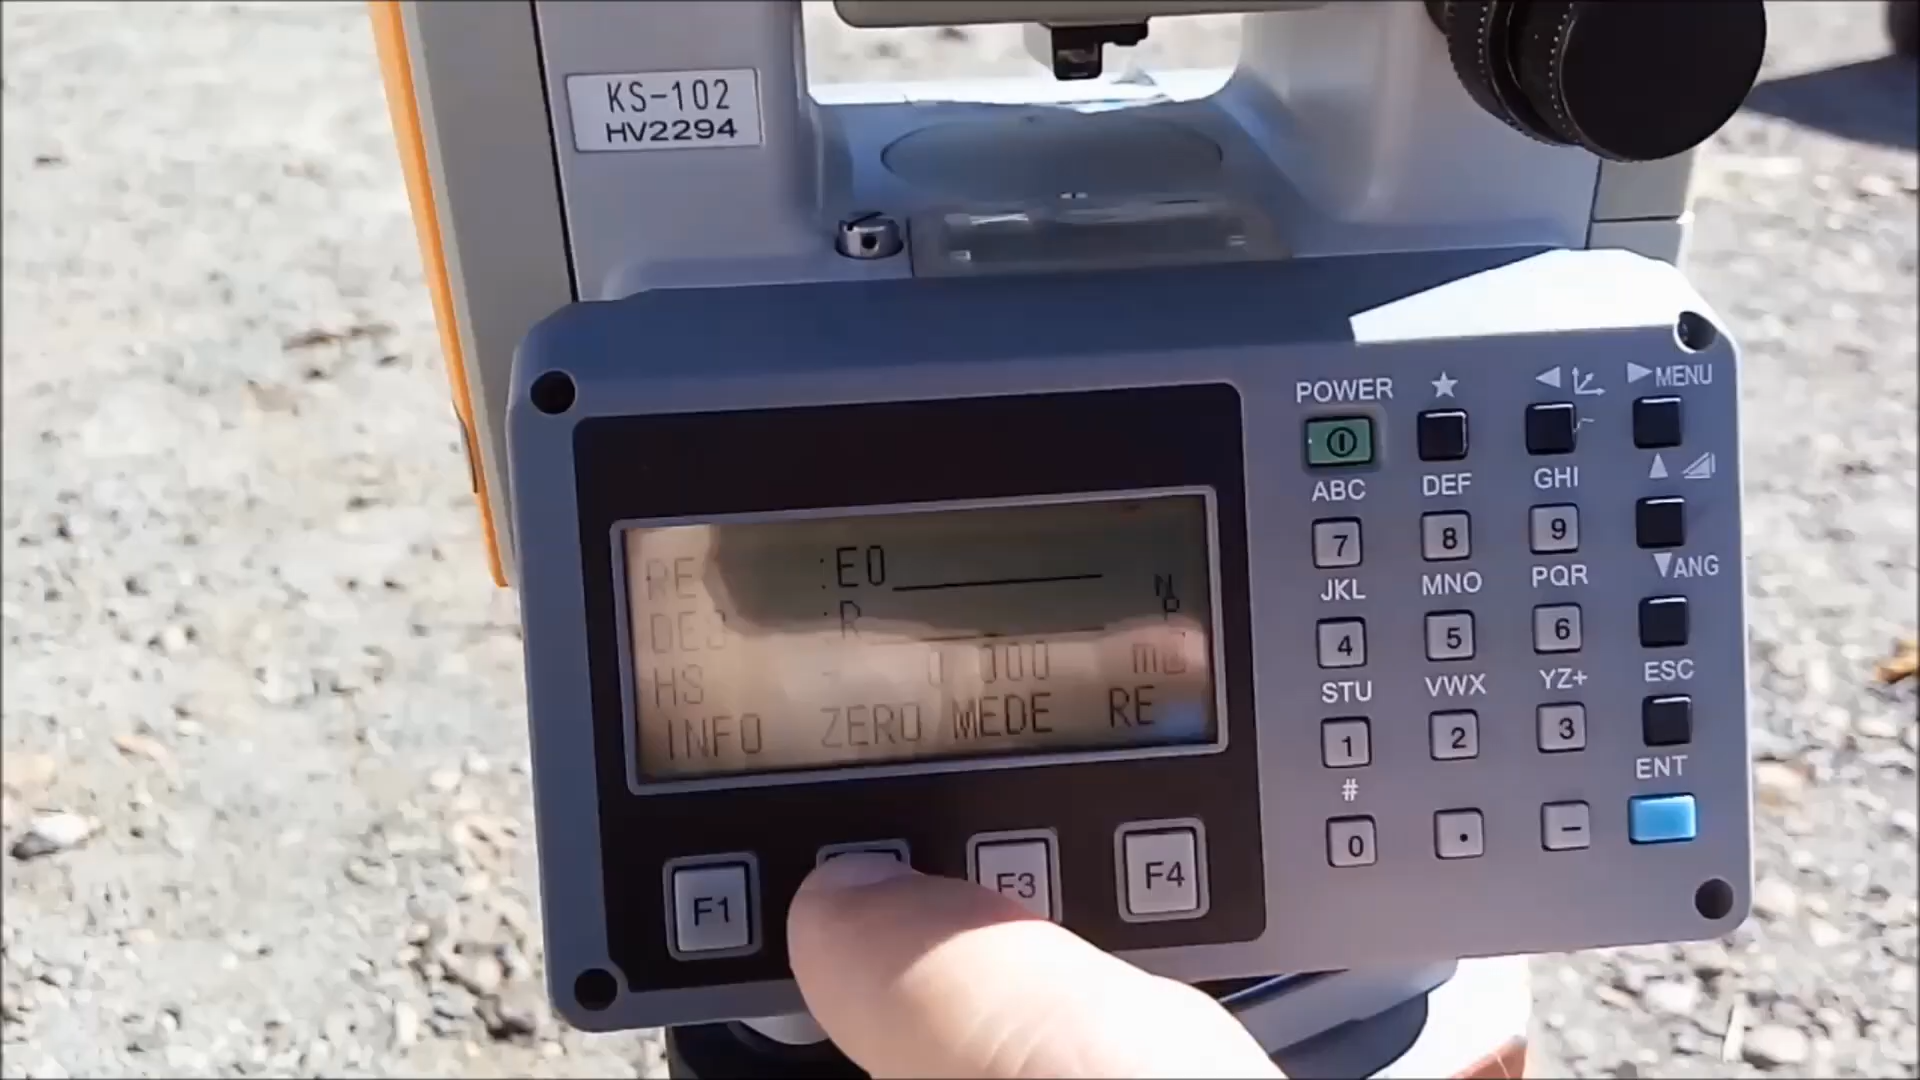 KS-102
HV2294
POWER ★ ◀ ▶MENU
ABC DEF GHI ▲
7 8 9
JKL MNO PQR ▼ANG
4 5 6
STU VWX YZ+ ESC
1 2 3
# ENT
0 . −
RE :E0
:R
HS m
INFO ZERO MEDE RE
F1 F3 F4